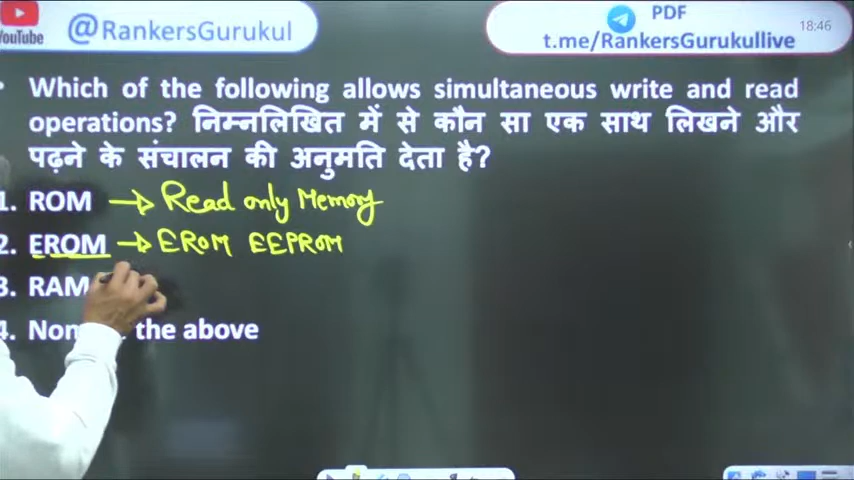 YouTube
@RankersGurukul
PDF
t.me/RankersGurukullive
18:46
Which of the following allows simultaneous write and read
operations? निम्नलिखित में से कौन सा एक साथ लिखने और
पढ़ने के संचालन की अनुमति देता है?
1. ROM → Read only Memory
2. EROM → EROM EEPROM
3. RAM
4. None the above